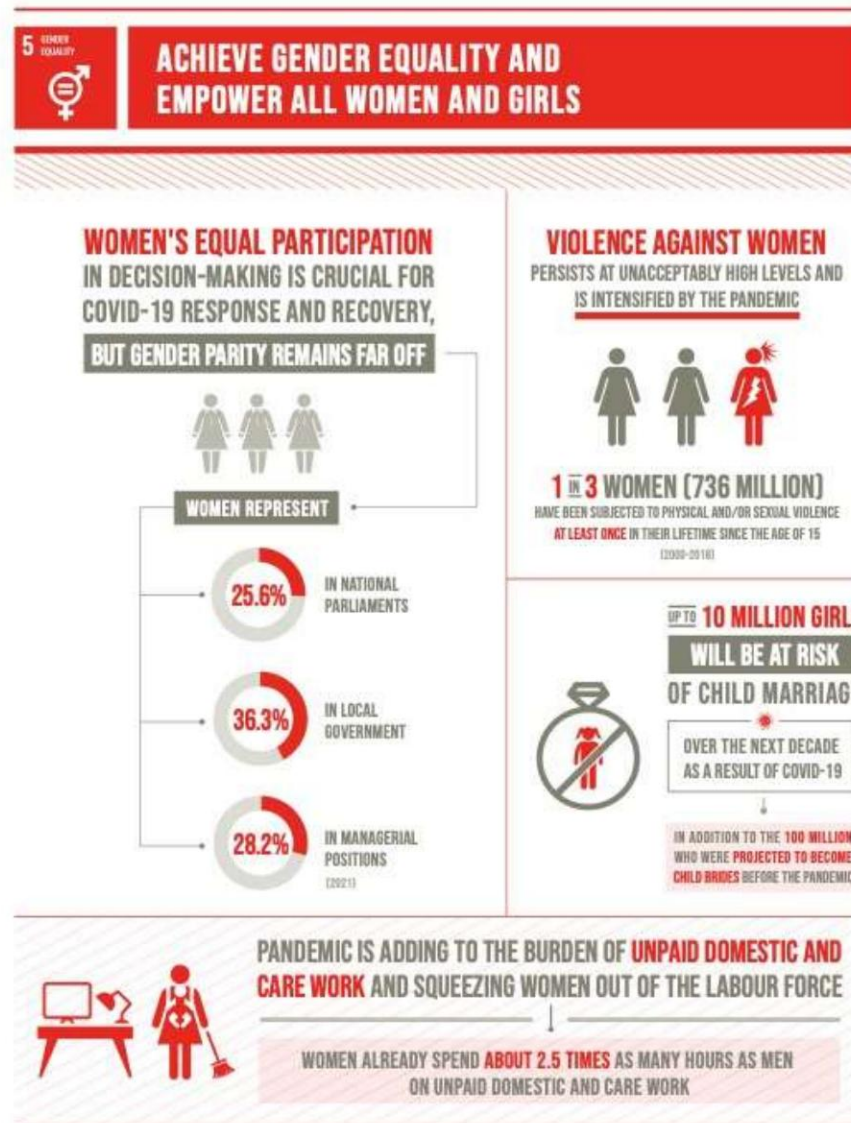 5 GENDER
EQUALITY
ACHIEVE GENDER EQUALITY AND
EMPOWER ALL WOMEN AND GIRLS
WOMEN'S EQUAL PARTICIPATION
IN DECISION-MAKING IS CRUCIAL FOR
COVID-19 RESPONSE AND RECOVERY,
BUT GENDER PARITY REMAINS FAR OFF
WOMEN REPRESENT
25.6%
IN NATIONAL
PARLIAMENTS
36.3%
IN LOCAL
GOVERNMENT
28.2%
IN MANAGERIAL
POSITIONS
(2021)
VIOLENCE AGAINST WOMEN
PERSISTS AT UNACCEPTABLY HIGH LEVELS AND
IS INTENSIFIED BY THE PANDEMIC
1 IN 3 WOMEN (736 MILLION)
HAVE BEEN SUBJECTED TO PHYSICAL AND/OR SEXUAL VIOLENCE
AT LEAST ONCE IN THEIR LIFETIME SINCE THE AGE OF 15
UP TO 10 MILLION GIRL
WILL BE AT RISK
OF CHILD MARRIAG
OVER THE NEXT DECADE
AS A RESULT OF COVID-19
IN ADDITION TO THE 100 MILLION
WHO WERE PROJECTED TO BECOME
CHILD BRIDES BEFORE THE PANDEMIC
PANDEMIC IS ADDING TO THE BURDEN OF UNPAID DOMESTIC AND
CARE WORK AND SQUEEZING WOMEN OUT OF THE LABOUR FORCE
WOMEN ALREADY SPEND ABOUT 2.5 TIMES AS MANY HOURS AS MEN
ON UNPAID DOMESTIC AND CARE WORK